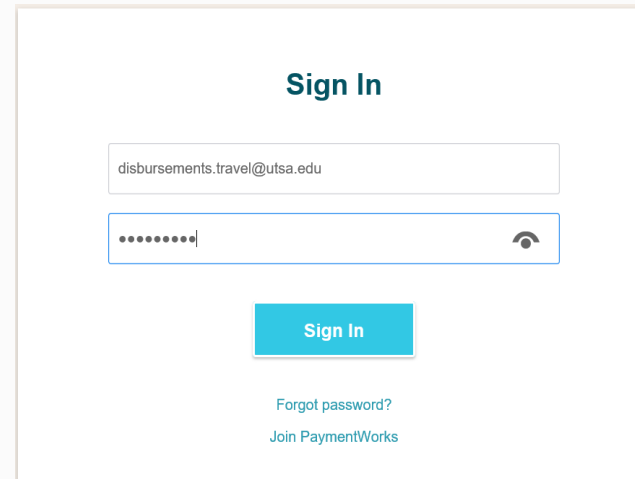 Sign In
disbursements.travel@utsa.edu
•••••••••
Sign In
Forgot password?
Join PaymentWorks